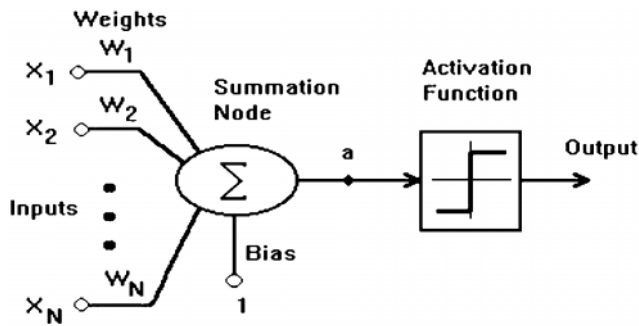 Weights
W1
X1
W2
X2
Inputs
WN
XN
Summation
Node
Σ
Bias
1
a
Activation
Function
Output